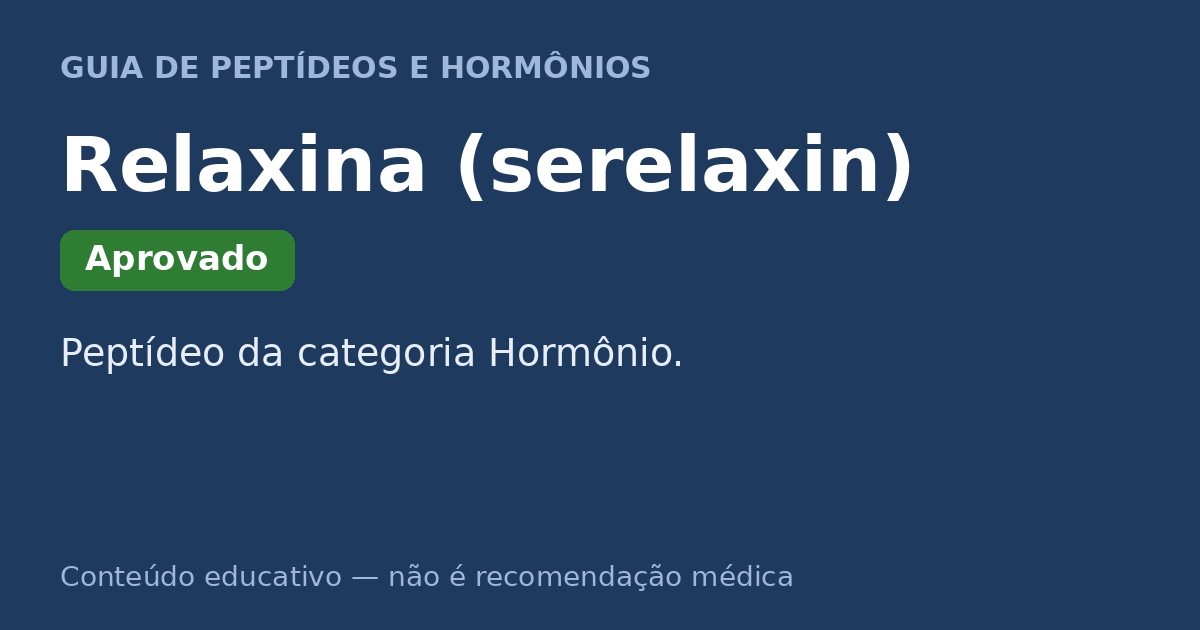 GUIA DE PEPTÍDEOS E HORMÔNIOS
Relaxina (serelaxin)
Aprovado
Peptídeo da categoria Hormônio.
Conteúdo educativo — não é recomendação médica